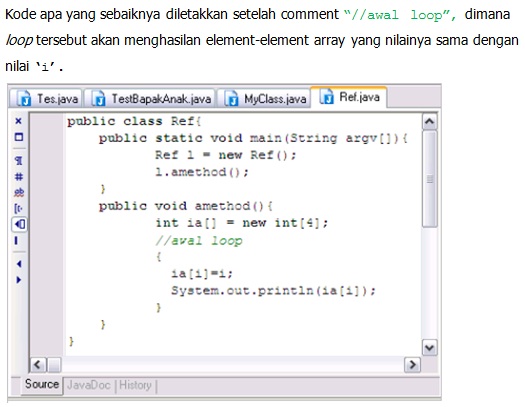 Kode apa yang sebaiknya diletakkan setelah comment “//awal loop”, dimana
loop tersebut akan menghasilan element-element array yang nilainya sama dengan
nilai ‘i’.
Tes.java TestBapakAnak.java MyClass.java Ref.java
public class Ref{
public static void main(String argv[]){
Ref l = new Ref();
l.amethod();
}
public void amethod(){
int ia[] = new int[4];
//awal loop
{
ia[i]=i;
System.out.println(ia[i]);
}
}
}
Source JavaDoc | History |